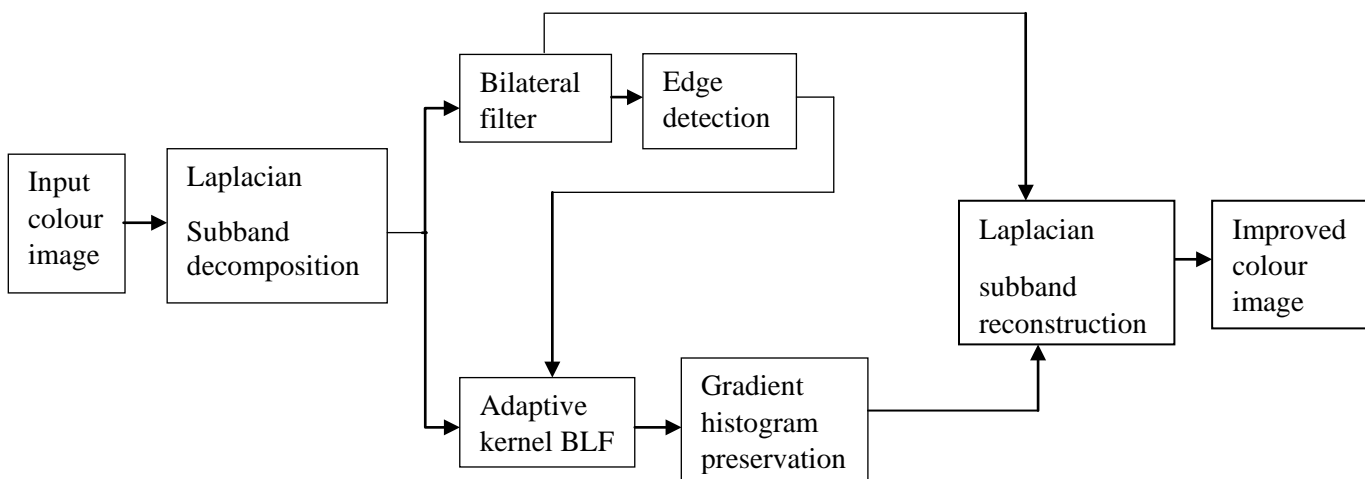 Input
colour
image
Laplacian
Subband
decomposition
Bilateral
filter
Edge
detection
Adaptive
kernel BLF
Gradient
histogram
preservation
Laplacian
subband
reconstruction
Improved
colour
image